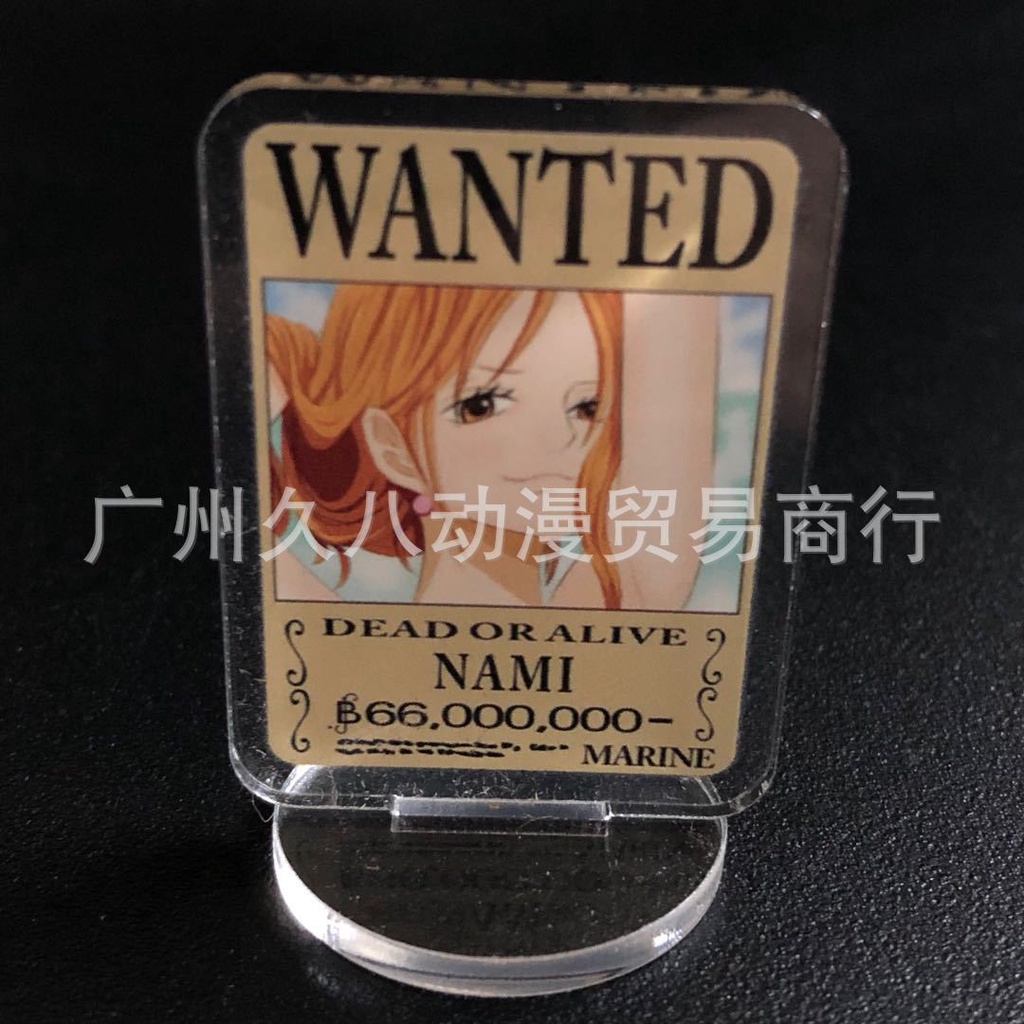 WANTED
广州久八动漫贸易商行
DEAD OR ALIVE
NAMI
฿66,000,000-
MARINE